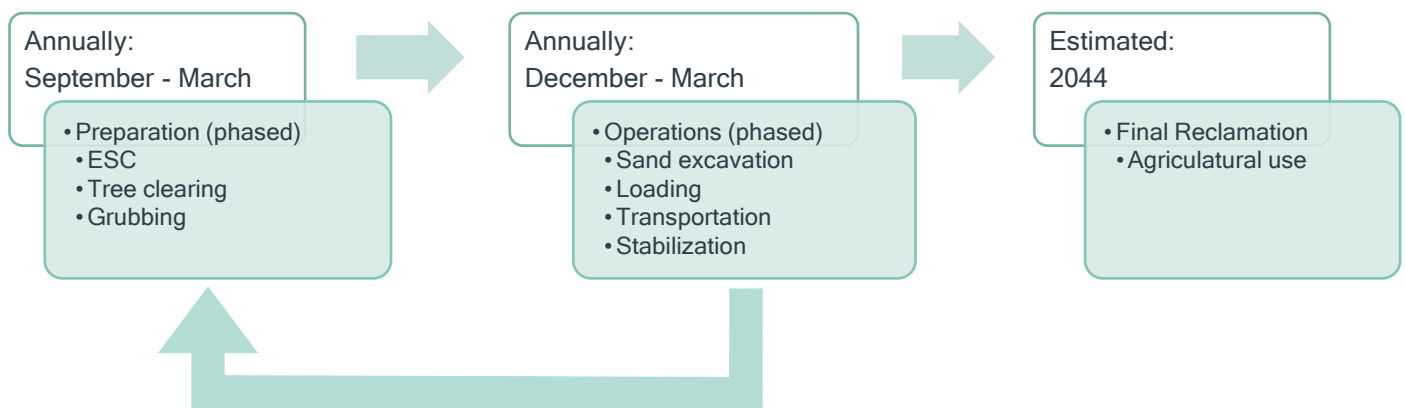 Annually:
September - March
• Preparation (phased)
• ESC
• Tree clearing
• Grubbing
Annually:
December - March
• Operations (phased)
• Sand excavation
• Loading
• Transportation
• Stabilization
Estimated:
2044
• Final Reclamation
• Agriculatural use